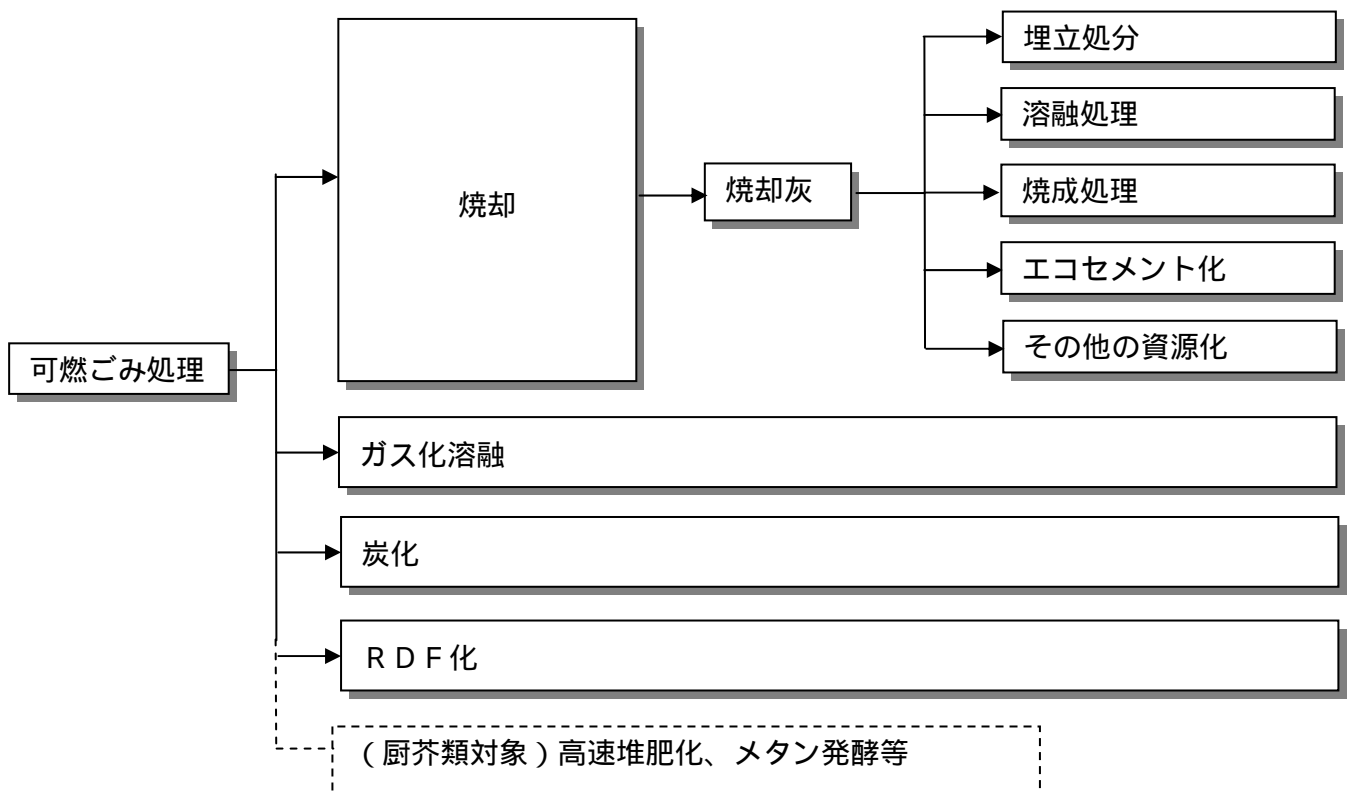 可燃ごみ処理
焼却
焼却灰
埋立処分
溶融処理
焼成処理
エコセメント化
その他の資源化
ガス化溶融
炭化
ＲＤＦ化
（厨芥類対象）高速堆肥化、メタン発酵等